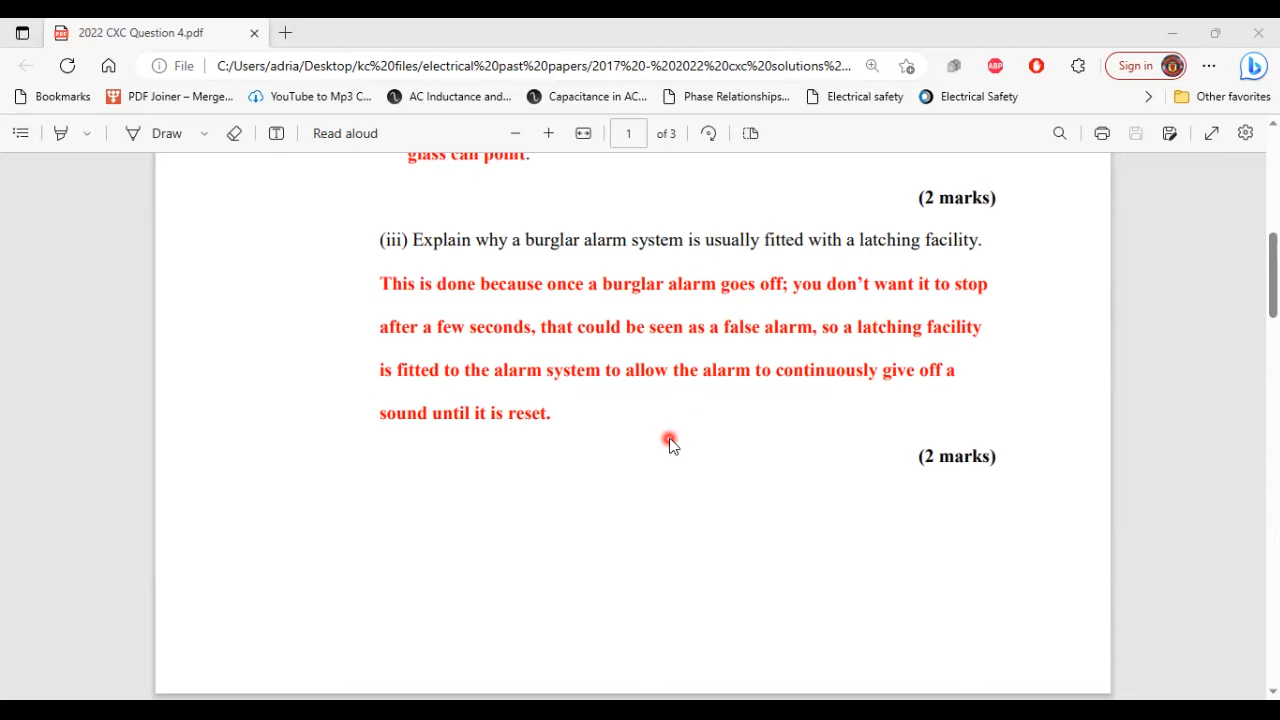 2022 CXC Question 4.pdf
File C:/Users/adria/Desktop/kc%20files/electrical%20past%20papers/2017%20-%202022%20cxc%20solutions%2... ABP Sign in
Bookmarks PDF Joiner – Merge... YouTube to Mp3 C... AC Inductance and... Capacitance in AC... Phase Relationships... Electrical safety Electrical Safety Other favorites
Draw Read aloud 1 of 3
glass can point.
(2 marks)
(iii) Explain why a burglar alarm system is usually fitted with a latching facility.
This is done because once a burglar alarm goes off; you don’t want it to stop
after a few seconds, that could be seen as a false alarm, so a latching facility
is fitted to the alarm system to allow the alarm to continuously give off a
sound until it is reset.
(2 marks)